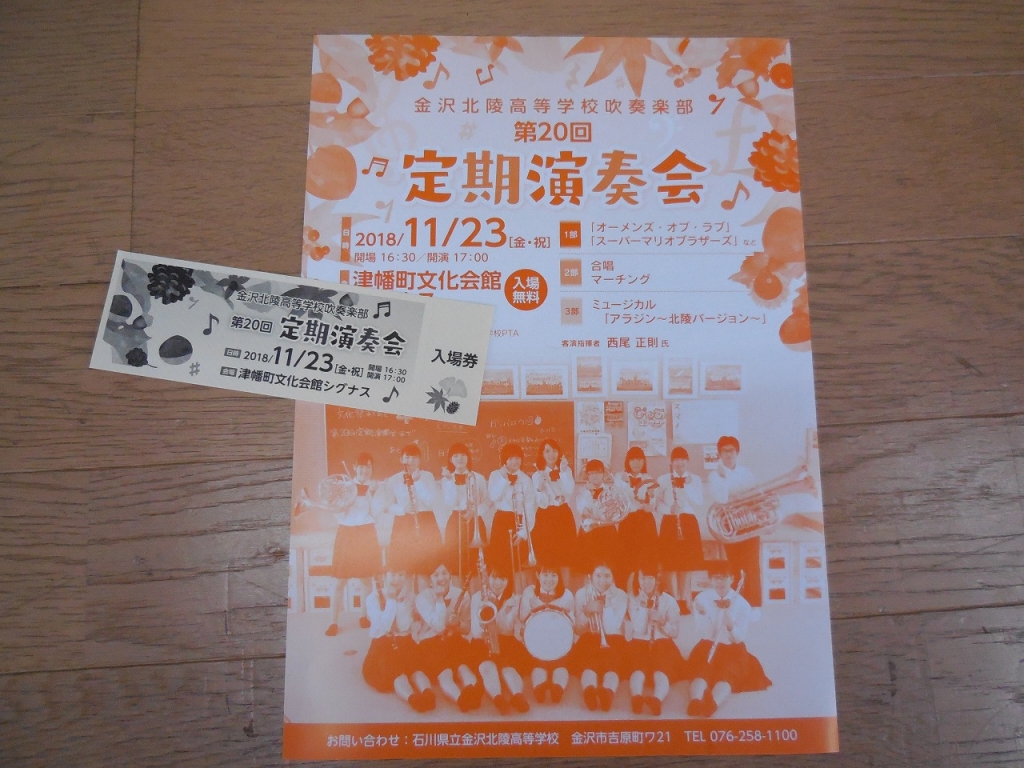 金沢北陵高等学校吹奏楽部
第20回
定期演奏会
日時
2018/11/23[金・祝]
開場 16:30／開演 17:00
津幡町文化会館
入場
無料
学校PTA
1部
「オーメンズ・オブ・ラブ」
「スーパーマリオブラザーズ」など
2部
合唱
マーチング
3部
ミュージカル
「アラジン～北陵バージョン～」
客演指揮者 西尾 正則 氏
お問い合わせ：石川県立金沢北陵高等学校 金沢市吉原町ワ21 TEL 076-258-1100
金沢北陵高等学校吹奏楽部
第20回 定期演奏会
日時 2018/11/23[金・祝] 開場 16:30
開演 17:00
会場 津幡町文化会館シグナス
入場券